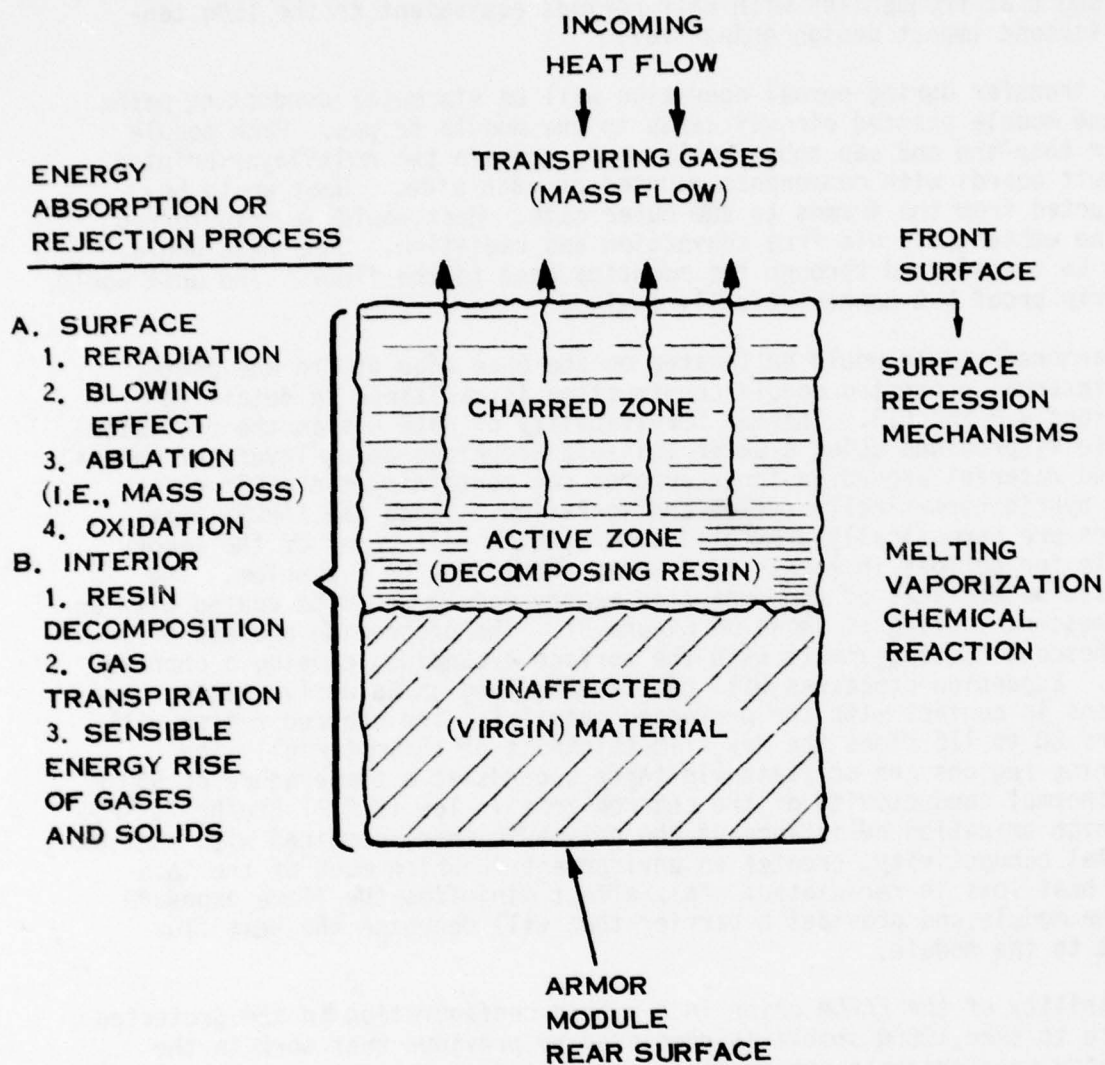 INCOMING
HEAT FLOW
TRANSPIRING GASES
(MASS FLOW)
ENERGY
ABSORPTION OR
REJECTION PROCESS
A. SURFACE
1. RERADIATION
2. BLOWING
EFFECT
3. ABLATION
(I.E., MASS LOSS)
4. OXIDATION
B. INTERIOR
1. RESIN
DECOMPOSITION
2. GAS
TRANSPIRATION
3. SENSIBLE
ENERGY RISE
OF GASES
AND SOLIDS
CHARRED ZONE
ACTIVE ZONE
(DECOMPOSING RESIN)
UNAFFECTED
(VIRGIN) MATERIAL
FRONT
SURFACE
SURFACE
RECESSION
MECHANISMS
MELTING
VAPORIZATION
CHEMICAL
REACTION
ARMOR
MODULE
REAR SURFACE